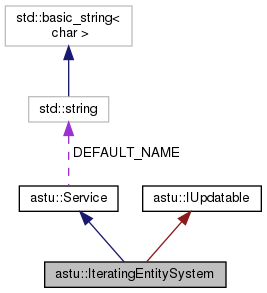 std::basic_string<
char >
std::string
DEFAULT_NAME
astu::Service
astu::IUpdatable
astu::IteratingEntitySystem